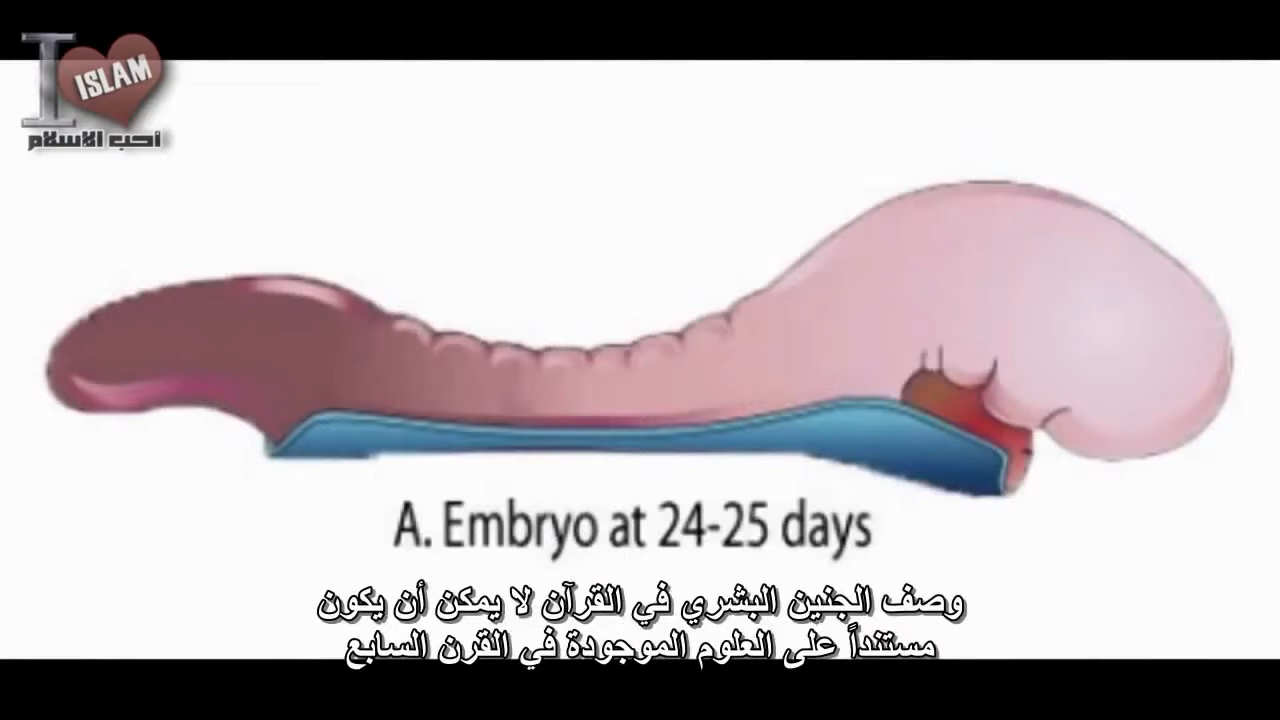 I
ISLAM
أحب الاسلام
A. Embryo at 24-25 days
وصف الجنين البشري في القرآن لا يمكن أن يكون
مستنداً على العلوم الموجودة في القرن السابع